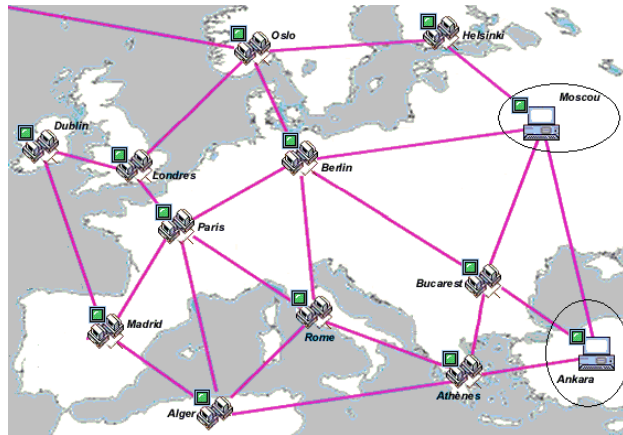 Oslo
Helsinki
Moscou
Dublin
Londres
Berlin
Paris
Bucarest
Madrid
Rome
Ankara
Athènes
Alger